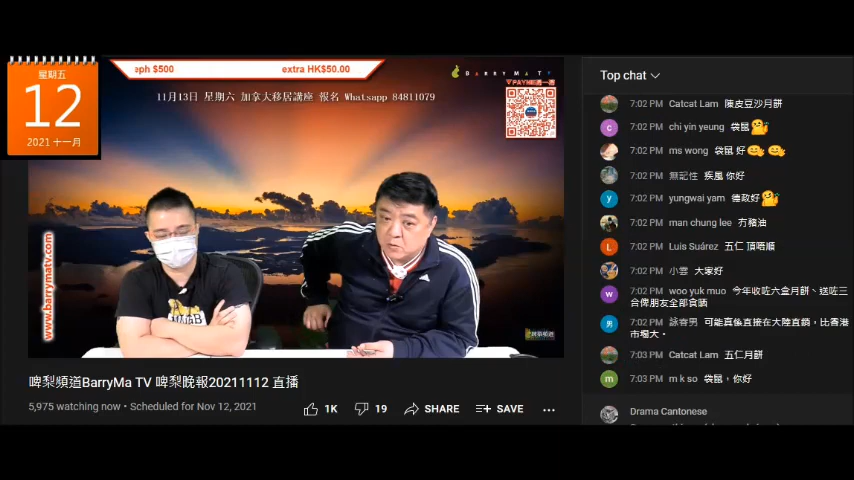 星期五
12
2021 十一月
eph $500
extra HK$50.00
BARRYMATV
11月13日 星期六 加拿大移居講座 報名 Whatsapp 84811079
www.barrymatv.com
啤梨頻道BarryMa TV 啤梨晚報20211112 直播
5,975 watching now • Scheduled for Nov 12, 2021
1K
19
SHARE
SAVE
Top chat
7:02 PM Catcat Lam 陳皮豆沙月餅
7:02 PM chi yin yeung 袋鼠
7:02 PM ms wong 袋鼠 好
7:02 PM 無記性 疾風 你好
7:02 PM yungwai yam 德政好
7:02 PM man chung lee 冇豬油
7:02 PM Luis Suárez 五仁 頂唔順
7:02 PM 小雲 大家好
7:02 PM woo yuk muo 今年收咗六盒月餅、送咗三
合俾朋友全部食晒
7:02 PM 詠春男 可能真係直接在大陸直銷，比香港
市場大。
7:03 PM Catcat Lam 五仁月餅
7:03 PM m k so 袋鼠，你好
Drama Cantonese